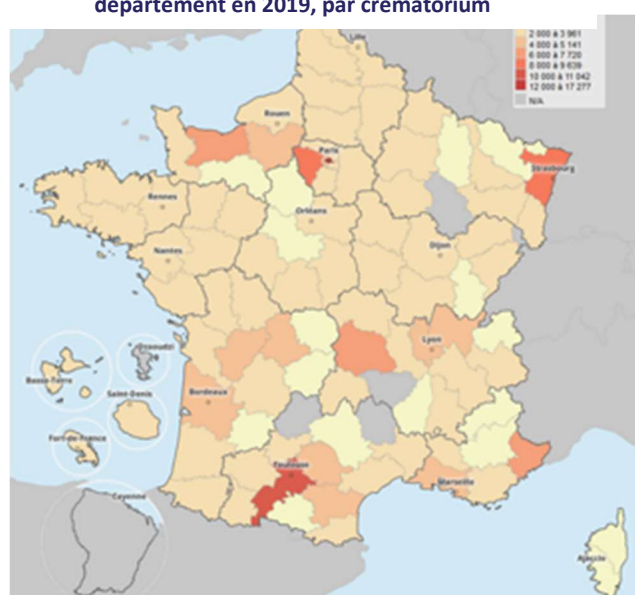 département en 2019, par crématorium
2 000 à 3 961
4 000 à 5 141
6 000 à 7 720
8 000 à 9 639
10 000 à 11 042
12 000 à 17 277
N/A
Lille
Rouen
Paris
Strasbourg
Rennes
Orléans
Nantes
Dijon
Lyon
Dzaoudzi
Basse-Terre
Saint-Denis
Bordeaux
Fort-de-France
Toulouse
Marseille
Cayenne
Ajaccio